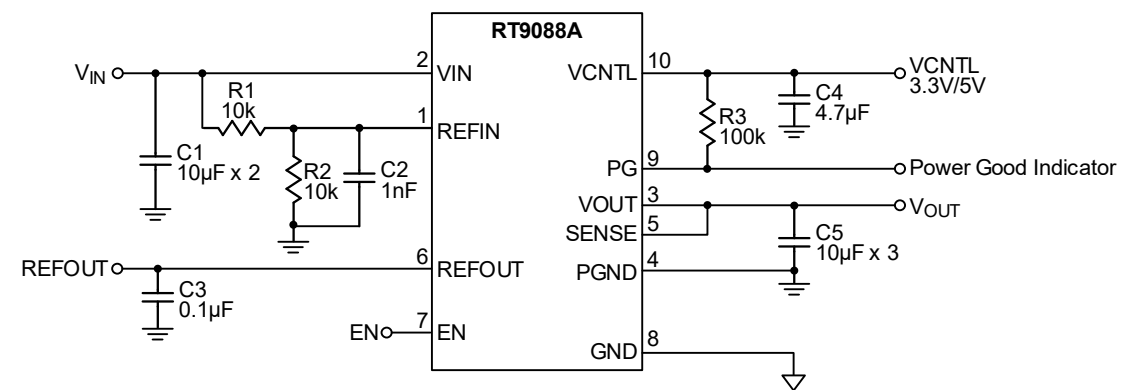 RT9088A
VIN
2
VIN
R1
10k
1
REFIN
C1
10µF x 2
R2
10k
C2
1nF
REFOUT
6
REFOUT
C3
0.1µF
EN
7
EN
VCNTL
10
VCNTL
3.3V/5V
R3
100k
C4
4.7µF
PG
9
Power Good Indicator
VOUT
3
VOUT
SENSE
5
C5
10µF x 3
PGND
4
GND
8